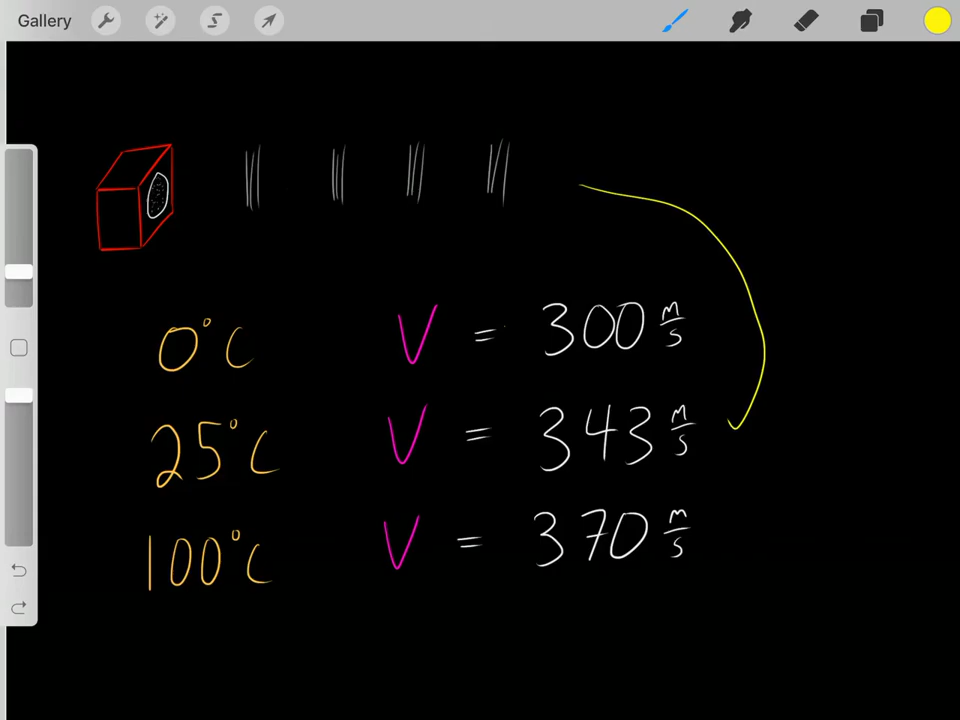 Gallery
0°C V = 300 m/s
25°C V = 343 m/s
100°C V = 370 m/s